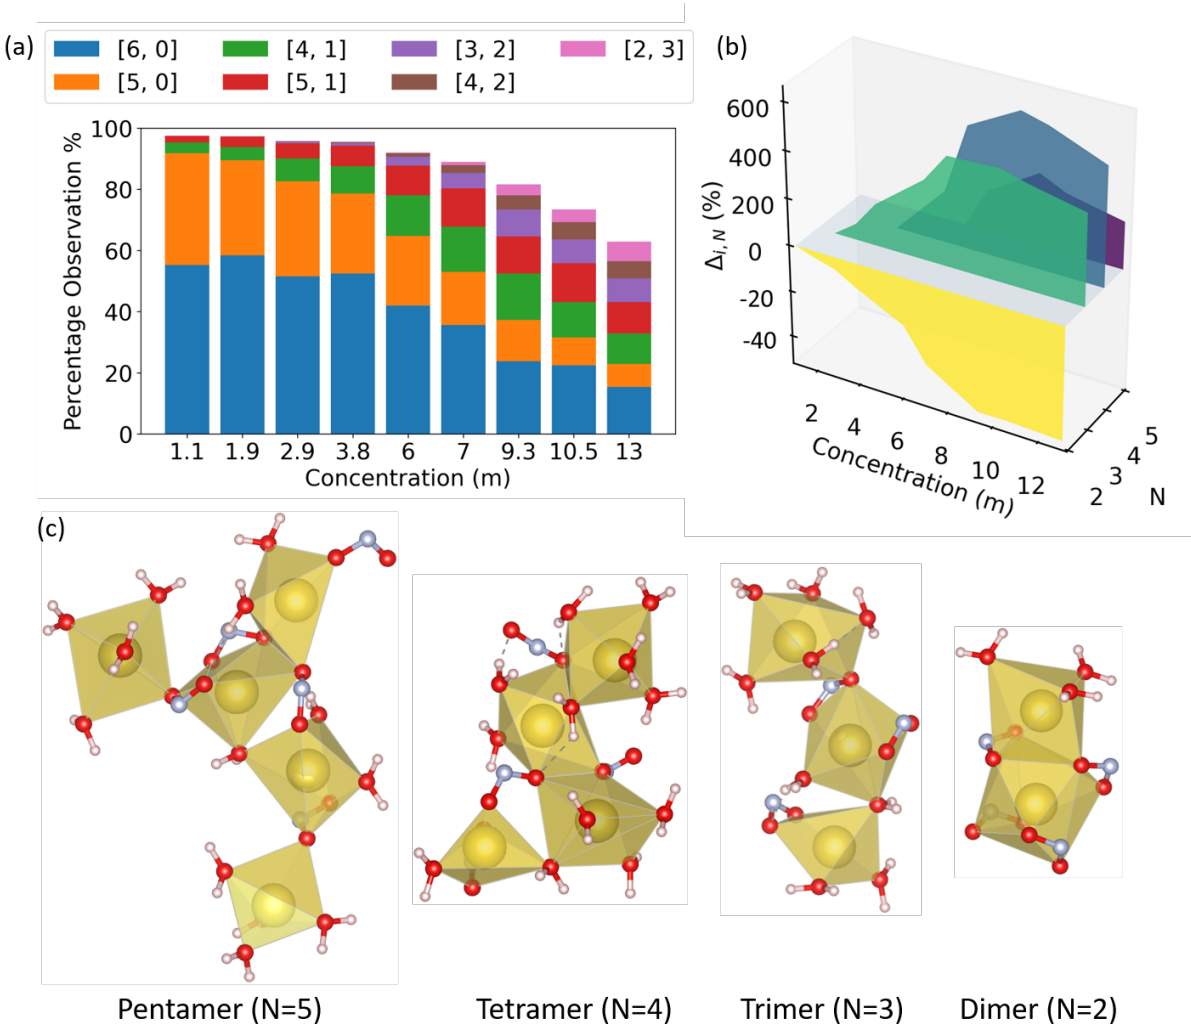 (a)
[6, 0] [4, 1] [3, 2] [2, 3]
[5, 0] [5, 1] [4, 2]
Percentage Observation %
100
80
60
40
20
0
1.1 1.9 2.9 3.8 6 7 9.3 10.5 13
Concentration (m)
(b)
Δi, N (%)
600
400
200
0
-20
-40
2 4 6 8 10 12
Concentration (m)
2 3 4 5
N
(c)
Pentamer (N=5) Tetramer (N=4) Trimer (N=3) Dimer (N=2)